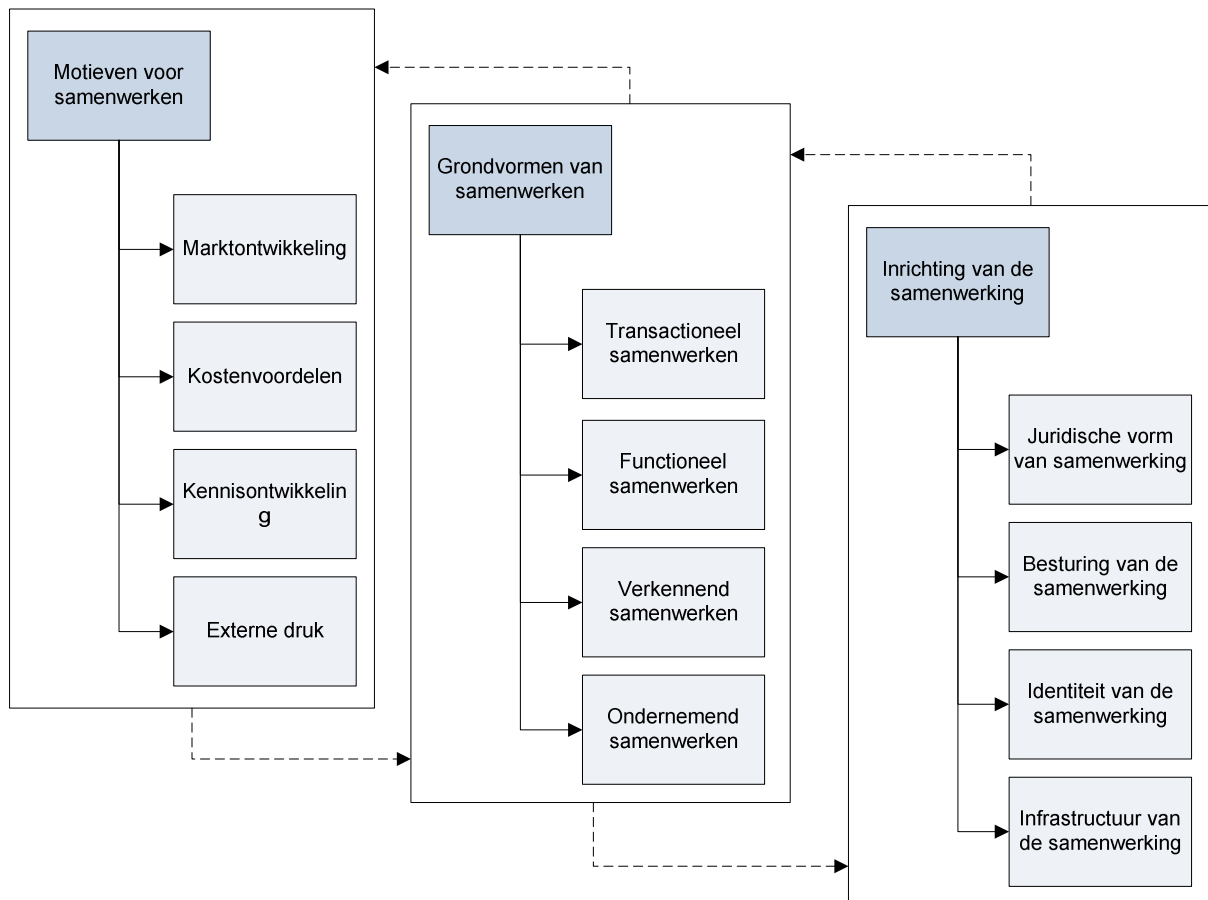 Motieven voor
samenwerken
Marktontwikkeling
Kostenvoordelen
Kennisontwikkelin
g
Externe druk
Grondvormen van
samenwerken
Transactioneel
samenwerken
Functioneel
samenwerken
Verkennend
samenwerken
Ondernemend
samenwerken
Inrichting van de
samenwerking
Juridische vorm
van samenwerking
Besturing van de
samenwerking
Identiteit van de
samenwerking
Infrastructuur van
de samenwerking